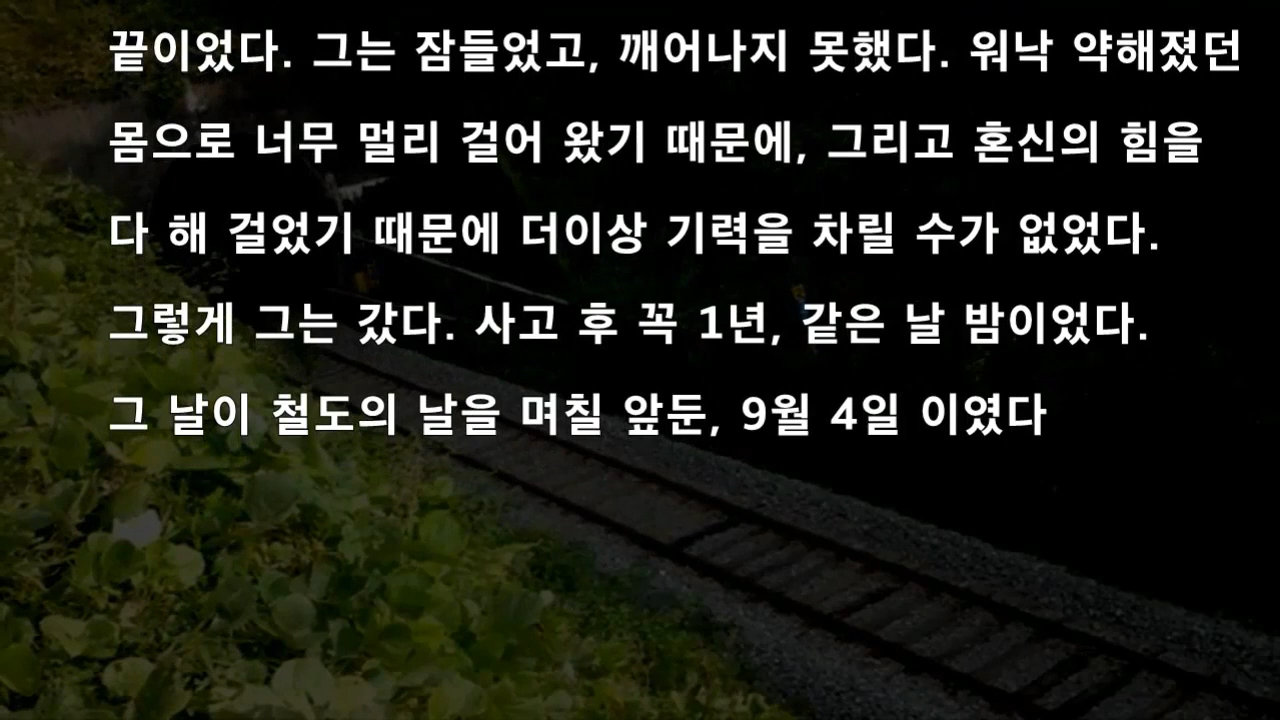 끝이었다. 그는 잠들었고, 깨어나지 못했다. 워낙 약해졌던
몸으로 너무 멀리 걸어 왔기 때문에, 그리고 혼신의 힘을
다 해 걸었기 때문에 더이상 기력을 차릴 수가 없었다.
그렇게 그는 갔다. 사고 후 꼭 1년, 같은 날 밤이었다.
그 날이 철도의 날을 며칠 앞둔, 9월 4일 이였다